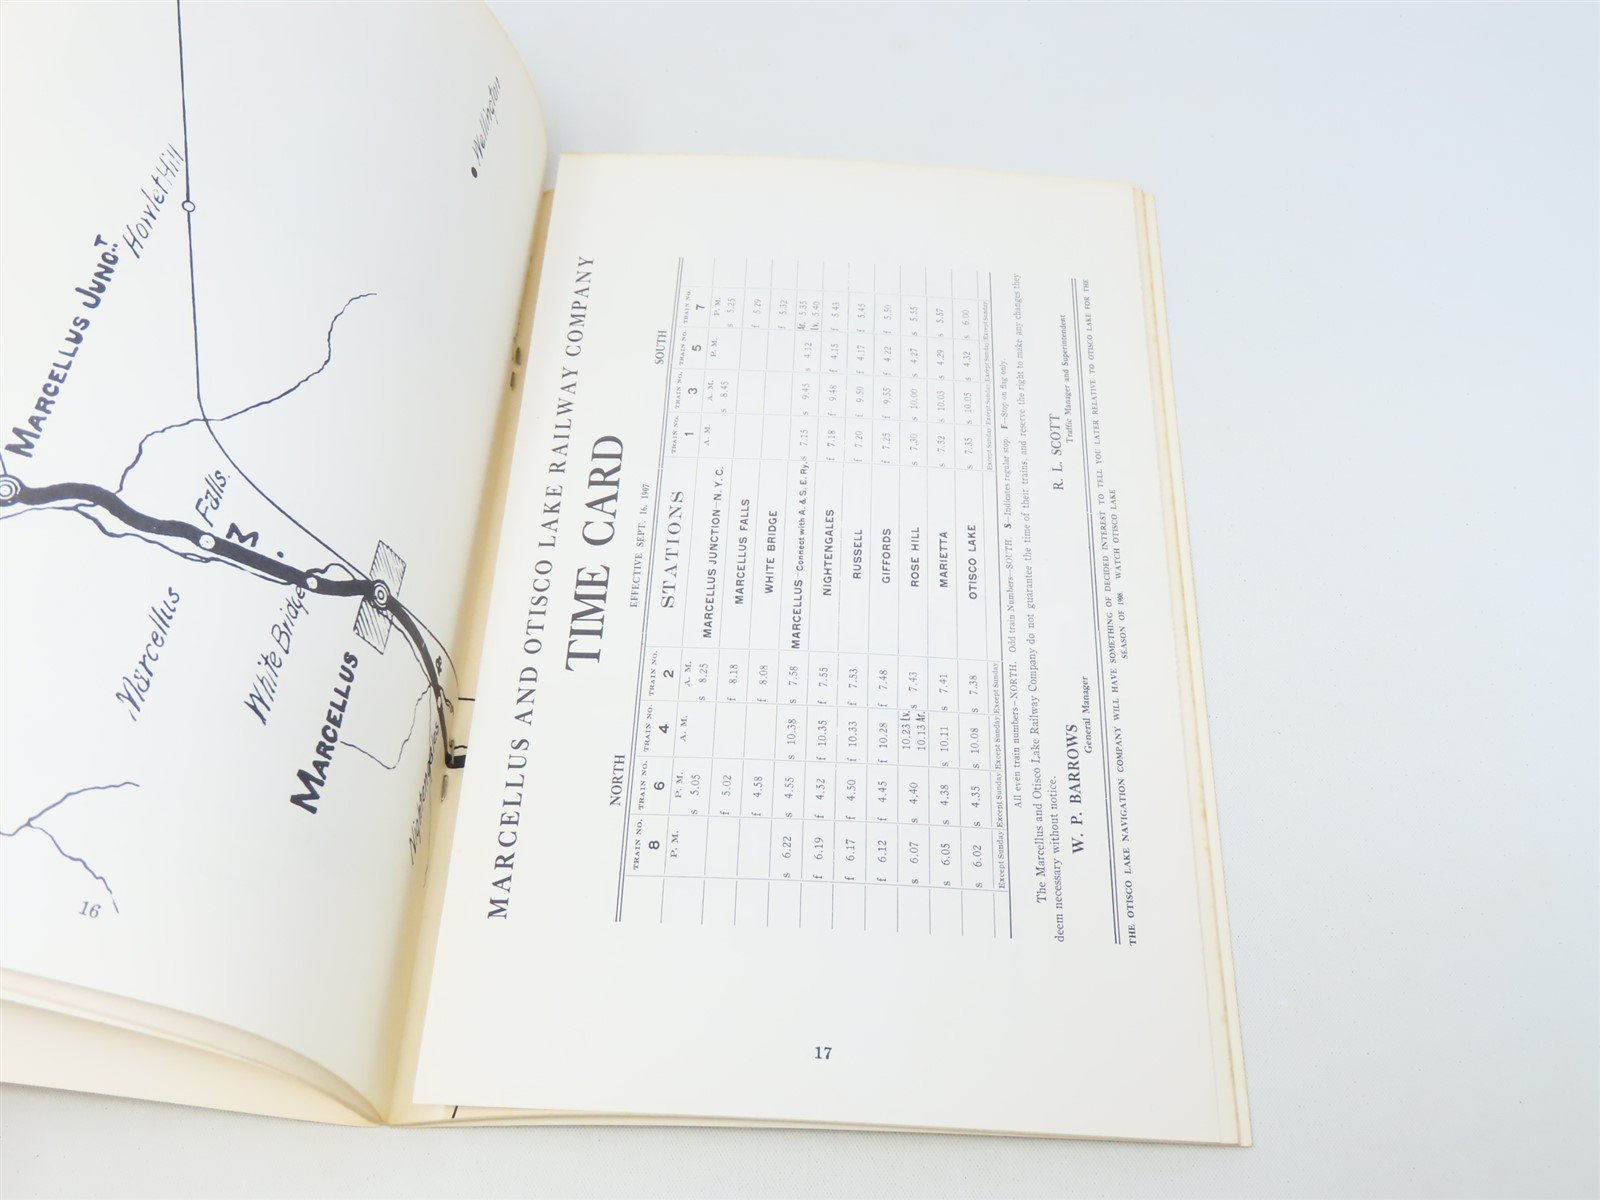 Wellington
Howlet Hill
MARCELLUS JUNC.T
Falls.
3
Marcellus
White Bridge
MARCELLUS
Nightengales
16
MARCELLUS AND OTISCO LAKE RAILWAY COMPANY
TIME CARD
EFFECTIVE SEPT. 16, 1907
NORTH SOUTH
TRAIN NO. 8 TRAIN NO. 6 TRAIN NO. 4 TRAIN NO. 2 STATIONS TRAIN NO. 1 TRAIN NO. 3 TRAIN NO. 5 TRAIN NO. 7
P. M. P. M. A. M. A. M. A. M. A. M. P. M. P. M.
s 5.05 s 8.25 MARCELLUS JUNCTION—N. Y. C. s 8.45 s 5.25
f 5.02 f 8.18 MARCELLUS FALLS f 5.29
f 4.58 f 8.08 WHITE BRIDGE f 5.32
s 6.22 s 4.55 s 10.38 s 7.58 MARCELLUS—Connect with A. & S. E. Ry. s 7.15 s 9.45 s 4.12 Ar. 5.35 Lv. 5.40
f 6.19 f 4.52 f 10.35 f 7.55 NIGHTENGALES f 7.18 f 9.48 f 4.15 f 5.43
f 6.17 f 4.50 f 10.33 f 7.53 RUSSELL f 7.20 f 9.50 f 4.17 f 5.45
f 6.12 f 4.45 f 10.28 f 7.48 GIFFORDS f 7.25 f 9.55 f 4.22 f 5.50
s 6.07 s 4.40 10.23 Lv. 10.13 Ar. s 7.43 ROSE HILL s 7.30 s 10.00 s 4.27 s 5.55
s 6.05 s 4.38 s 10.11 s 7.41 MARIETTA s 7.32 s 10.03 s 4.29 s 5.57
s 6.02 s 4.35 s 10.08 s 7.38 OTISCO LAKE s 7.35 s 10.05 s 4.32 s 6.00
Except Sunday Except Sunday Except Sunday Except Sunday Except Sunday Except Sunday Except Sunday Except Sunday
All even train numbers—NORTH. Odd train Numbers—SOUTH. S—Indicates regular stop. F—Stop on flag only.
The Marcellus and Otisco Lake Railway Company do not guarantee the time of their trains, and reserve the right to make any changes they
deem necessary without notice.
W. P. BARROWS R. L. SCOTT
General Manager Traffic Manager and Superintendent
THE OTISCO LAKE NAVIGATION COMPANY WILL HAVE SOMETHING OF DECIDED INTEREST TO TELL YOU LATER RELATIVE TO OTISCO LAKE FOR THE
SEASON OF 1908. WATCH OTISCO LAKE
17